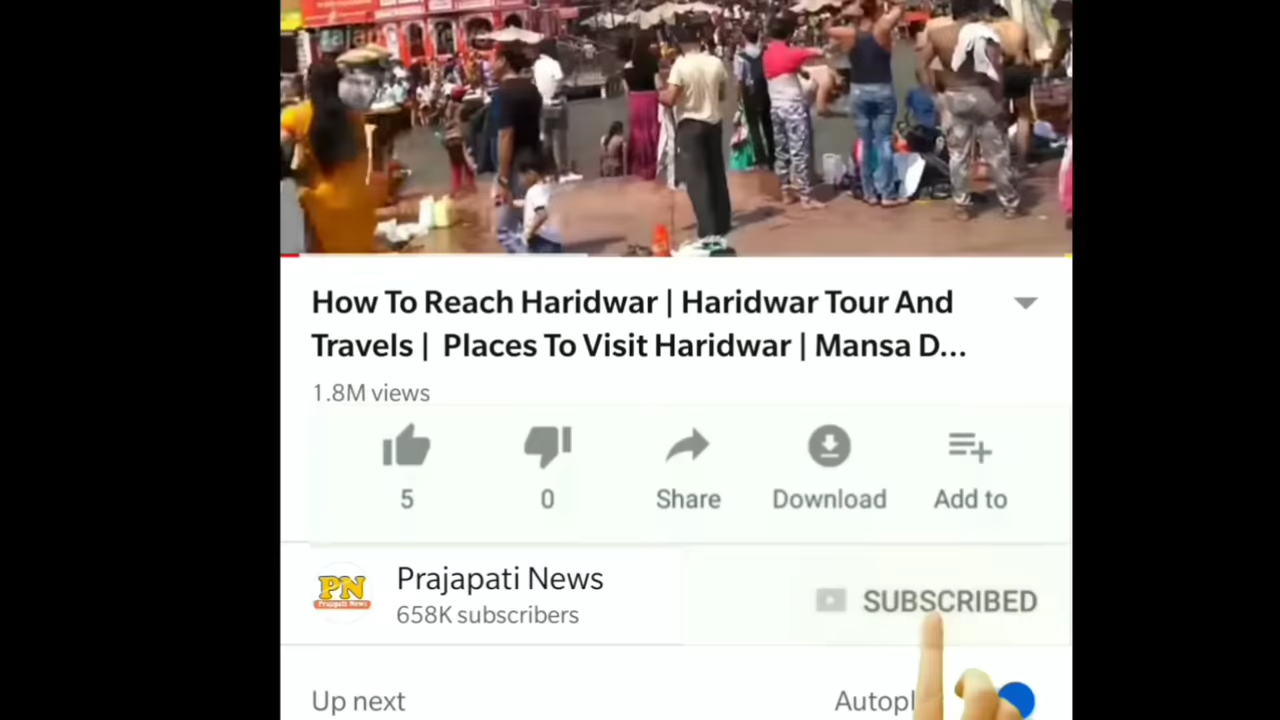 How To Reach Haridwar | Haridwar Tour And
Travels | Places To Visit Haridwar | Mansa D...
1.8M views
5
0
Share
Download
Add to
PN
Prajapati News
Prajapati News
658K subscribers
SUBSCRIBED
Up next
Autopl